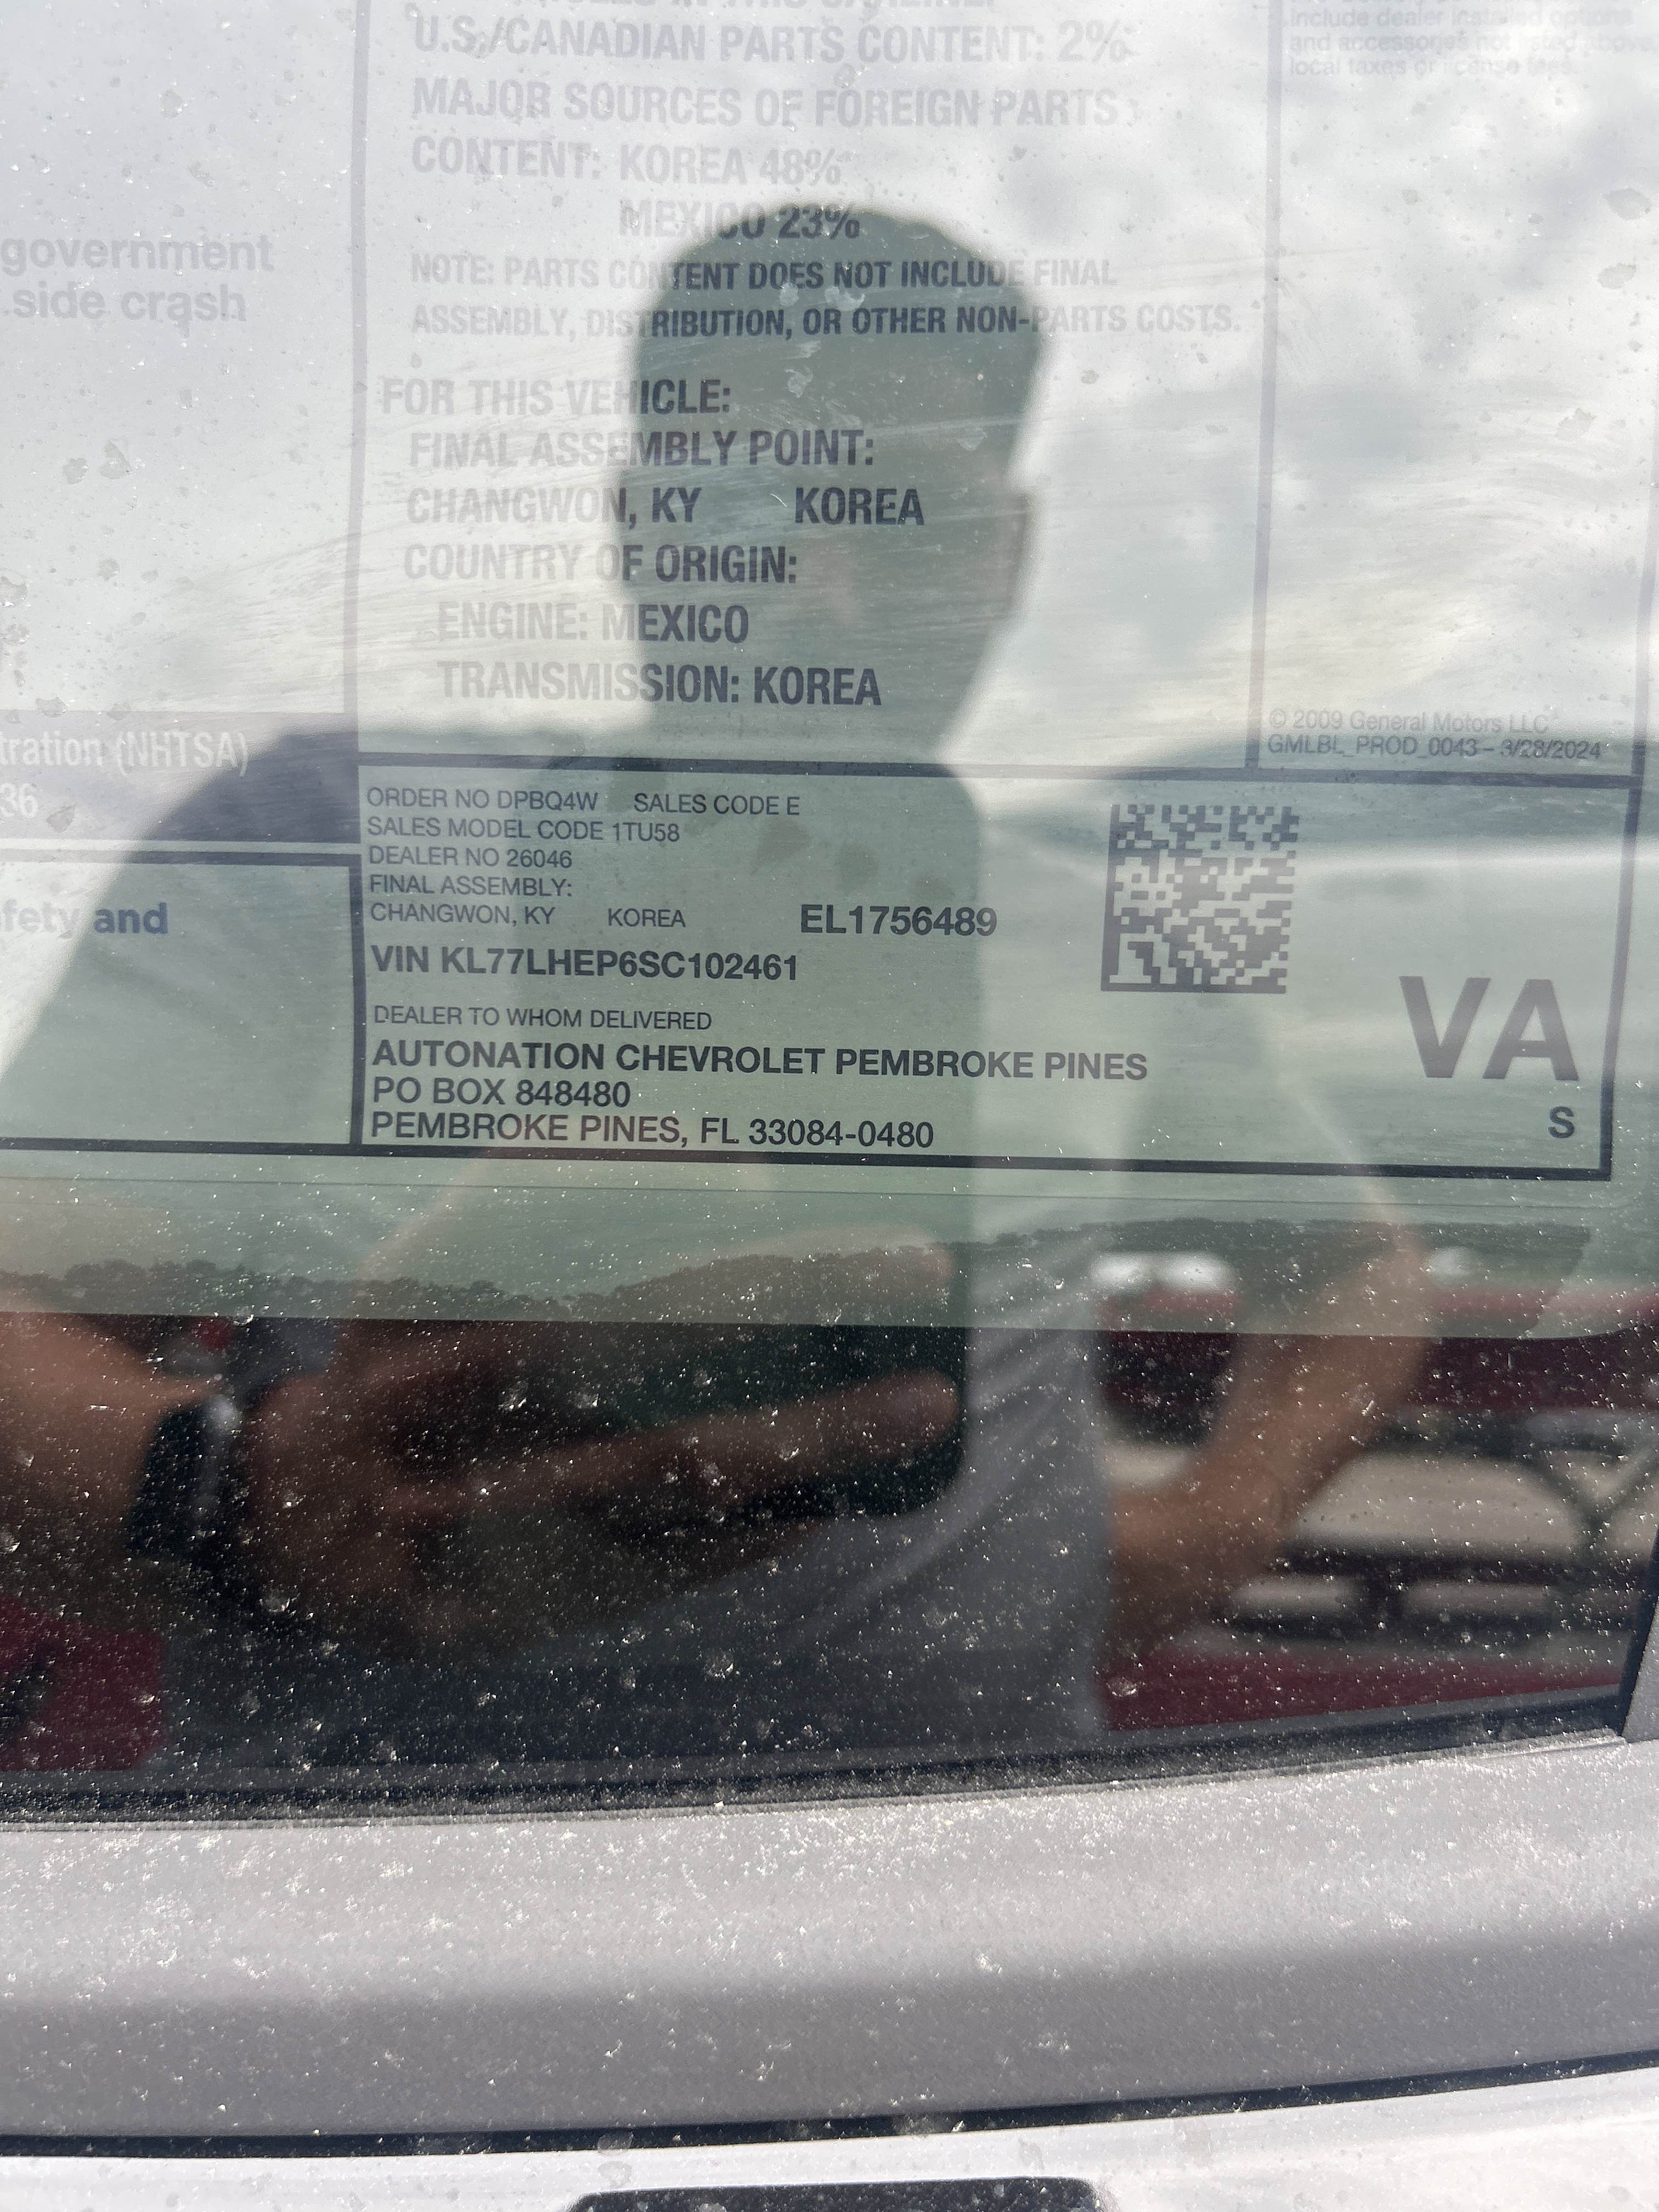 U.S./CANADIAN PARTS CONTENT: 2%
MAJOR SOURCES OF FOREIGN PARTS
CONTENT: KOREA 48%
MEXICO 23%
NOTE: PARTS CONTENT DOES NOT INCLUDE FINAL
ASSEMBLY, DISTRIBUTION, OR OTHER NON-PARTS COSTS.
FOR THIS VEHICLE:
FINAL ASSEMBLY POINT:
CHANGWON, KY KOREA
COUNTRY OF ORIGIN:
ENGINE: MEXICO
TRANSMISSION: KOREA
include dealer installed options
and accessories not listed above,
local taxes or license fees.
© 2009 General Motors LLC
GMLBL_PROD_0043 - 3/28/2024
government
side crash
tration (NHTSA)
36
fety and
ORDER NO DPBQ4W SALES CODE E
SALES MODEL CODE 1TU58
DEALER NO 26046
FINAL ASSEMBLY:
CHANGWON, KY KOREA EL1756489
VIN KL77LHEP6SC102461
DEALER TO WHOM DELIVERED
AUTONATION CHEVROLET PEMBROKE PINES
PO BOX 848480
PEMBROKE PINES, FL 33084-0480
VA
S